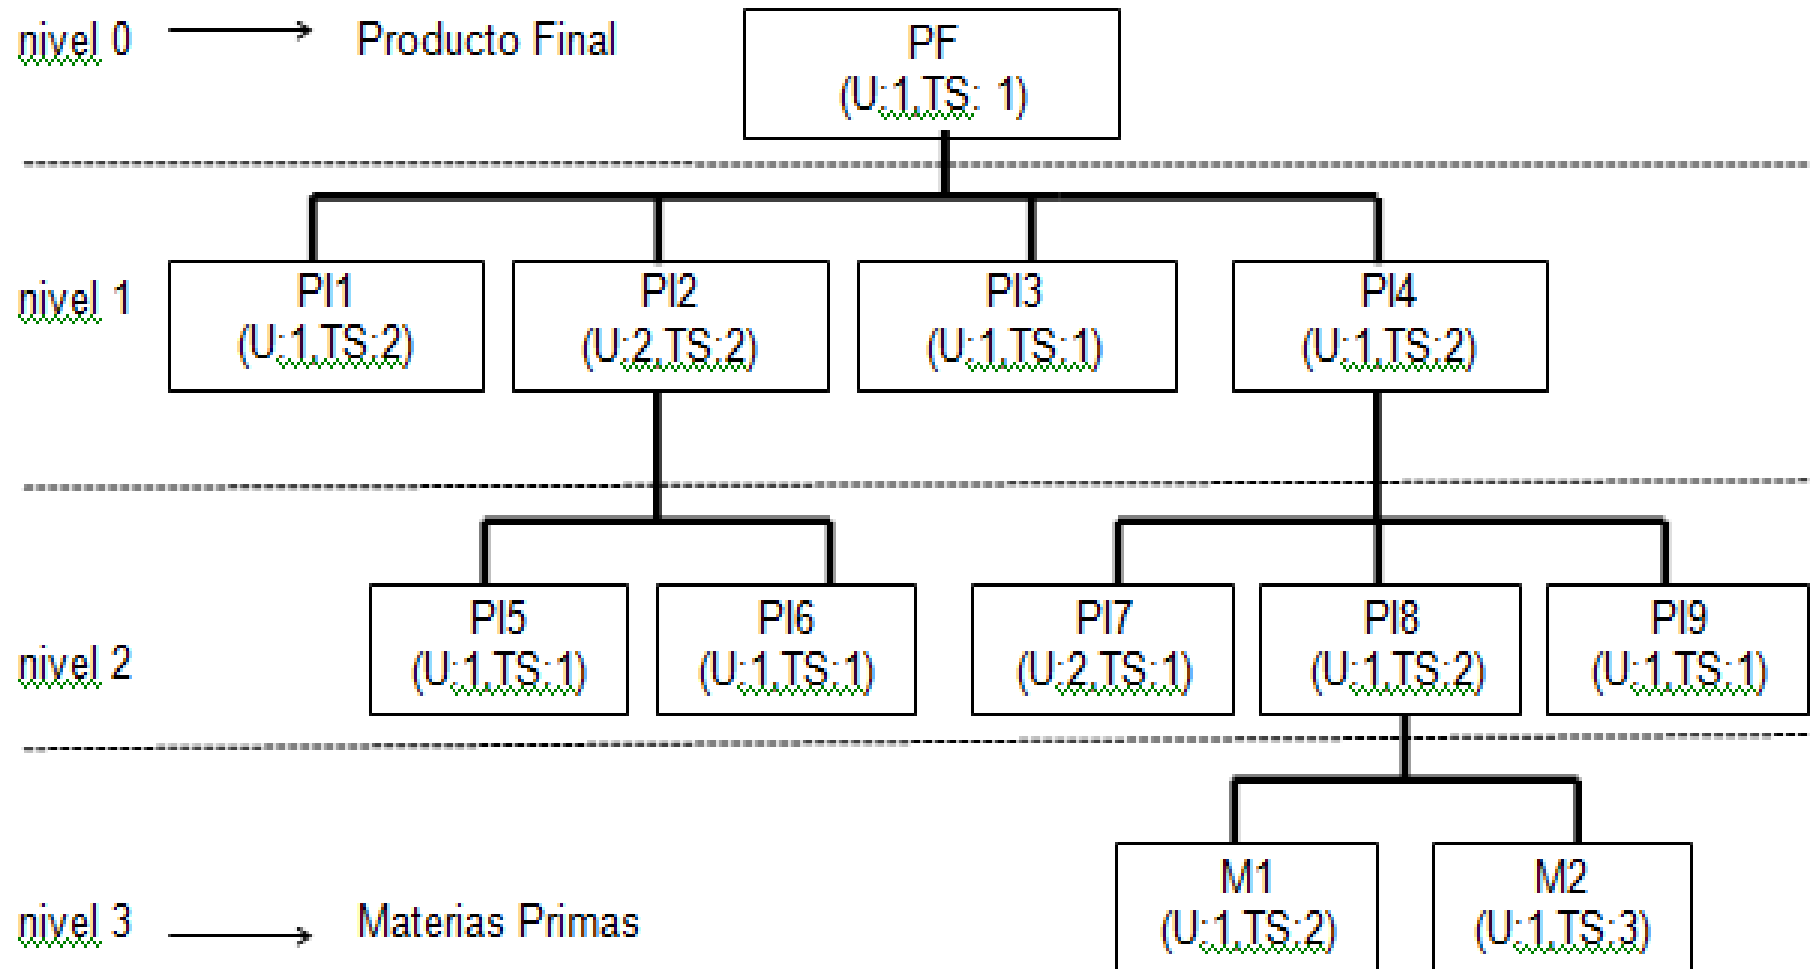 nivel 0
Producto Final
PF
(U:1,TS: 1)
nivel 1
PI1
(U:1,TS:2)
PI2
(U:2,TS:2)
PI3
(U:1,TS:1)
PI4
(U:1,TS:2)
nivel 2
PI5
(U:1,TS:1)
PI6
(U:1,TS:1)
PI7
(U:2,TS:1)
PI8
(U:1,TS:2)
PI9
(U:1,TS:1)
nivel 3
Materias Primas
M1
(U:1,TS:2)
M2
(U:1,TS:3)